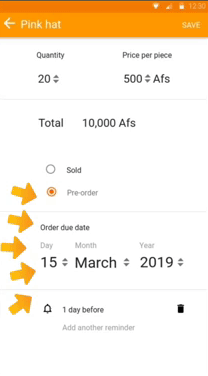 12:30
Pink hat SAVE
Quantity Price per piece
20 500 Afs
Total 10,000 Afs
Sold
Pre-order
Order due date
Day Month Year
15 March 2019
1 day before
Add another reminder